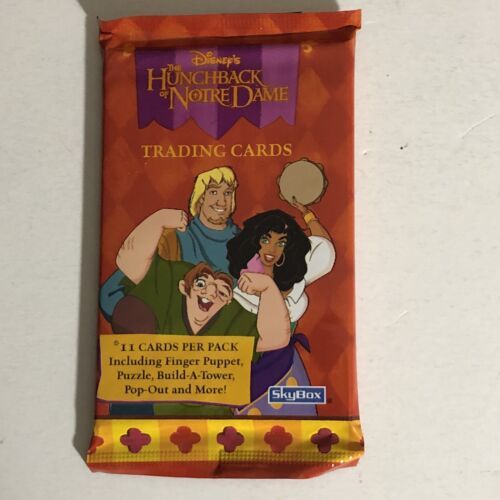 Disney's
THE
HUNCHBACK
OF NOTRE DAME
TRADING CARDS
11 CARDS PER PACK
Including Finger Puppet,
Puzzle, Build-A-Tower,
Pop-Out and More!
SkyBox